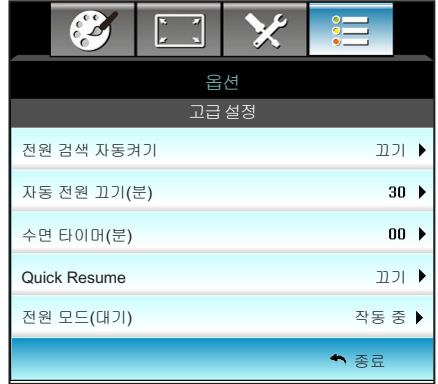 옵션
고급 설정
전원 검색 자동켜기 끄기
자동 전원 끄기(분) 30
수면 타이머(분) 00
Quick Resume 끄기
전원 모드(대기) 작동 중
종료